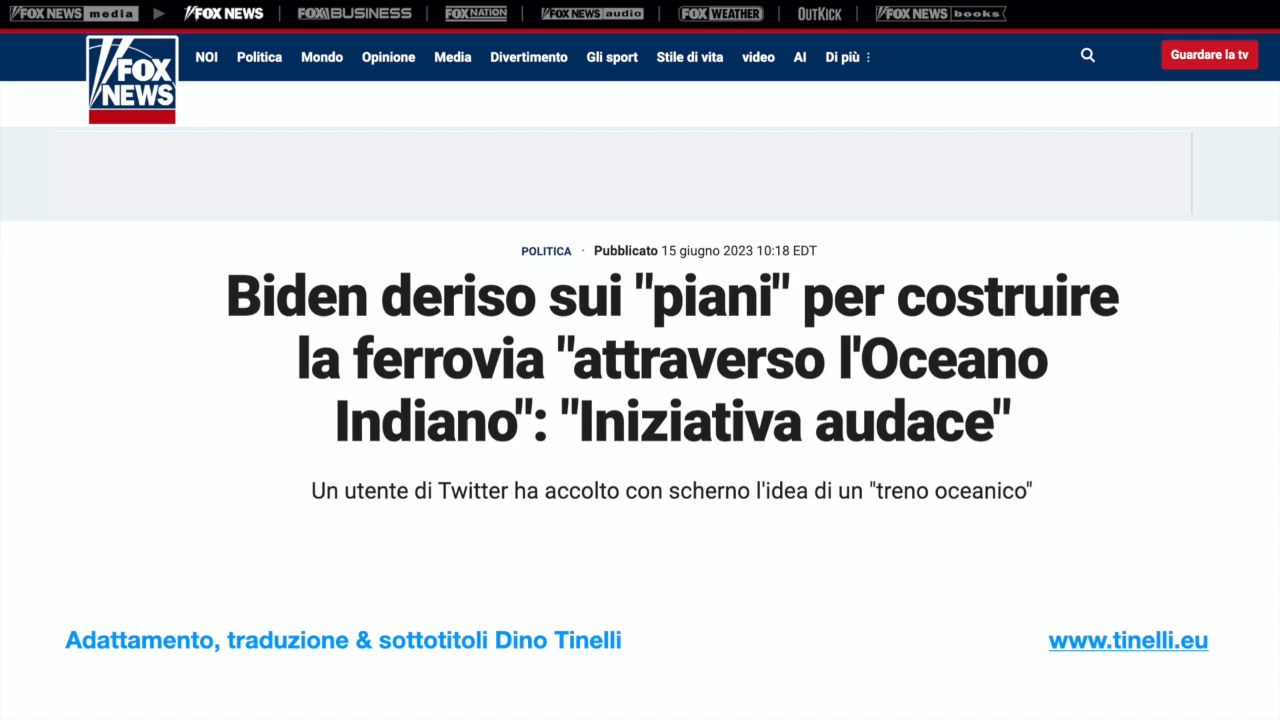 FOX NEWS media FOX NEWS FOX BUSINESS FOX NATION FOX NEWS audio FOX WEATHER OUTKICK FOX NEWS books
FOX NEWS
NOI Politica Mondo Opinione Media Divertimento Gli sport Stile di vita video AI Di più Guardare la tv
POLITICA · Pubblicato 15 giugno 2023 10:18 EDT
Biden deriso sui "piani" per costruire
la ferrovia "attraverso l'Oceano
Indiano": "Iniziativa audace"
Un utente di Twitter ha accolto con scherno l'idea di un "treno oceanico"
Adattamento, traduzione & sottotitoli Dino Tinelli www.tinelli.eu